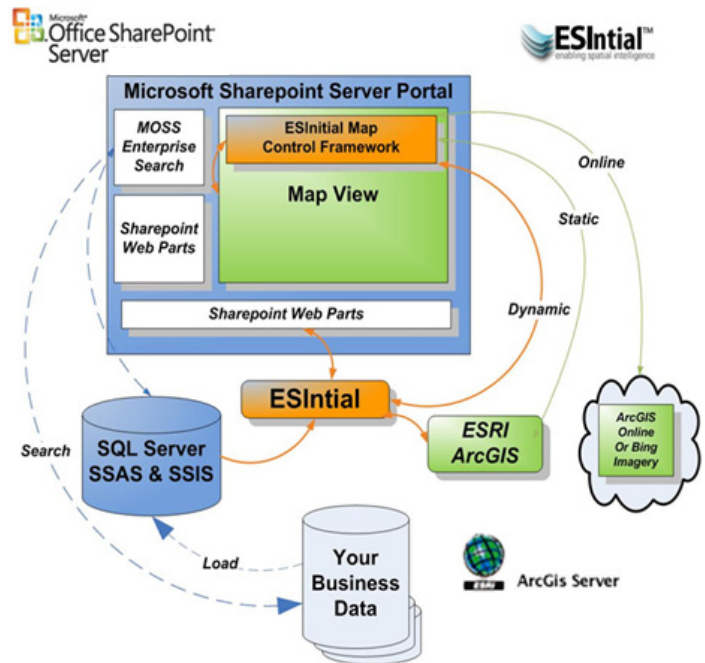 Microsoft®
Office SharePoint®
Server
ESIntial™
enabling spatial intelligence
Microsoft Sharepoint Server Portal
MOSS
Enterprise
Search
ESInitial Map
Control Framework
Map View
Sharepoint
Web Parts
Sharepoint Web Parts
Online
Static
Dynamic
ESIntial
SQL Server
SSAS & SSIS
ESRI
ArcGIS
ArcGIS
Online
Or Bing
Imagery
Search
Load
Your
Business
Data
ESRI
ArcGis Server